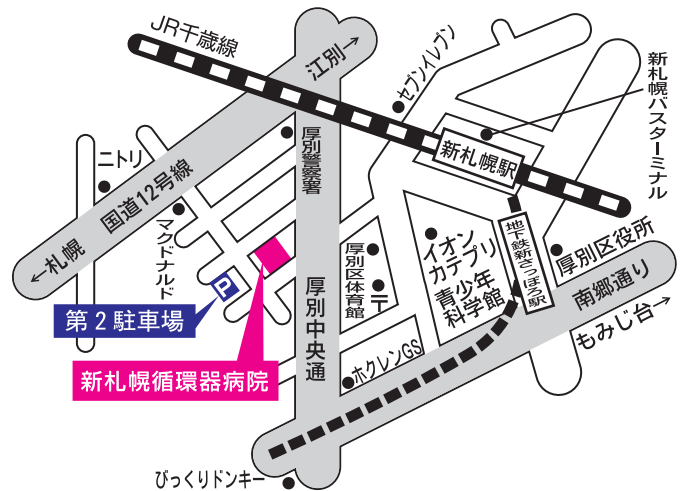 JR千歳線
江別→
セブンイレブン
新札幌バスターミナル
新札幌駅
厚別警察署
ニトリ
国道12号線
←札幌
マクドナルド
P
第2駐車場
新札幌循環器病院
厚別中央通
厚別区体育館
〒
イオン
カテプリ
青少年
科学館
地下鉄新さっぽろ駅
厚別区役所
南郷通り
もみじ台→
ホクレンGS
びっくりドンキー